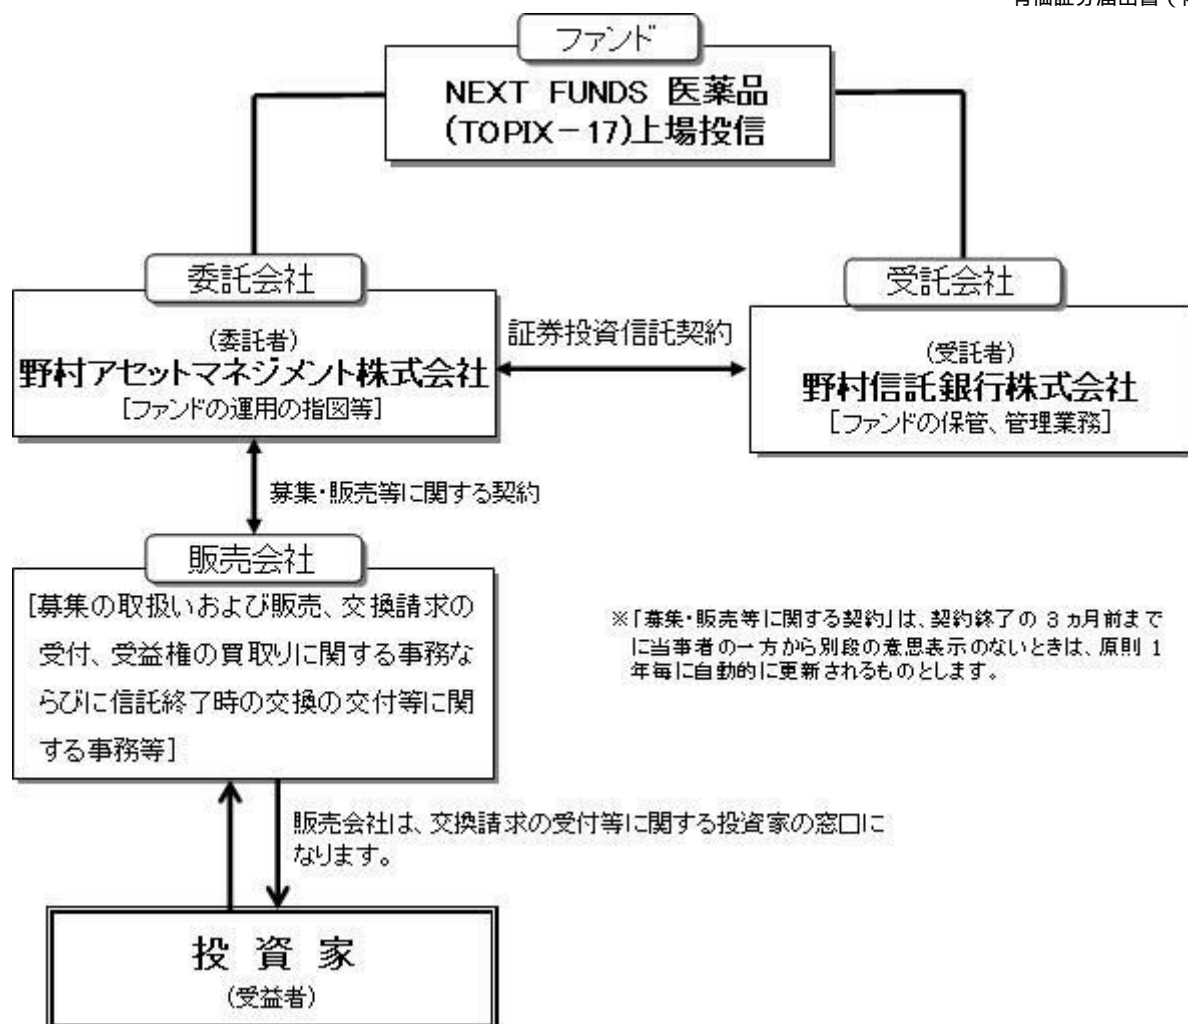 有価証券届出書（
ファンド
NEXT FUNDS 医薬品
(TOPIX－17)上場投信
委託会社
(委託者)
野村アセットマネジメント株式会社
[ファンドの運用の指図等]
証券投資信託契約
受託会社
(受託者)
野村信託銀行株式会社
[ファンドの保管、管理業務]
募集・販売等に関する契約
販売会社
[募集の取扱いおよび販売、交換請求の
受付、受益権の買取りに関する事務な
らびに信託終了時の交換の交付等に関
する事務等]
※「募集・販売等に関する契約」は、契約終了の 3 ヵ月前まで
に当事者の一方から別段の意思表示のないときは、原則 1
年毎に自動的に更新されるものとします。
販売会社は、交換請求の受付等に関する投資家の窓口に
なります。
投 資 家
(受益者)